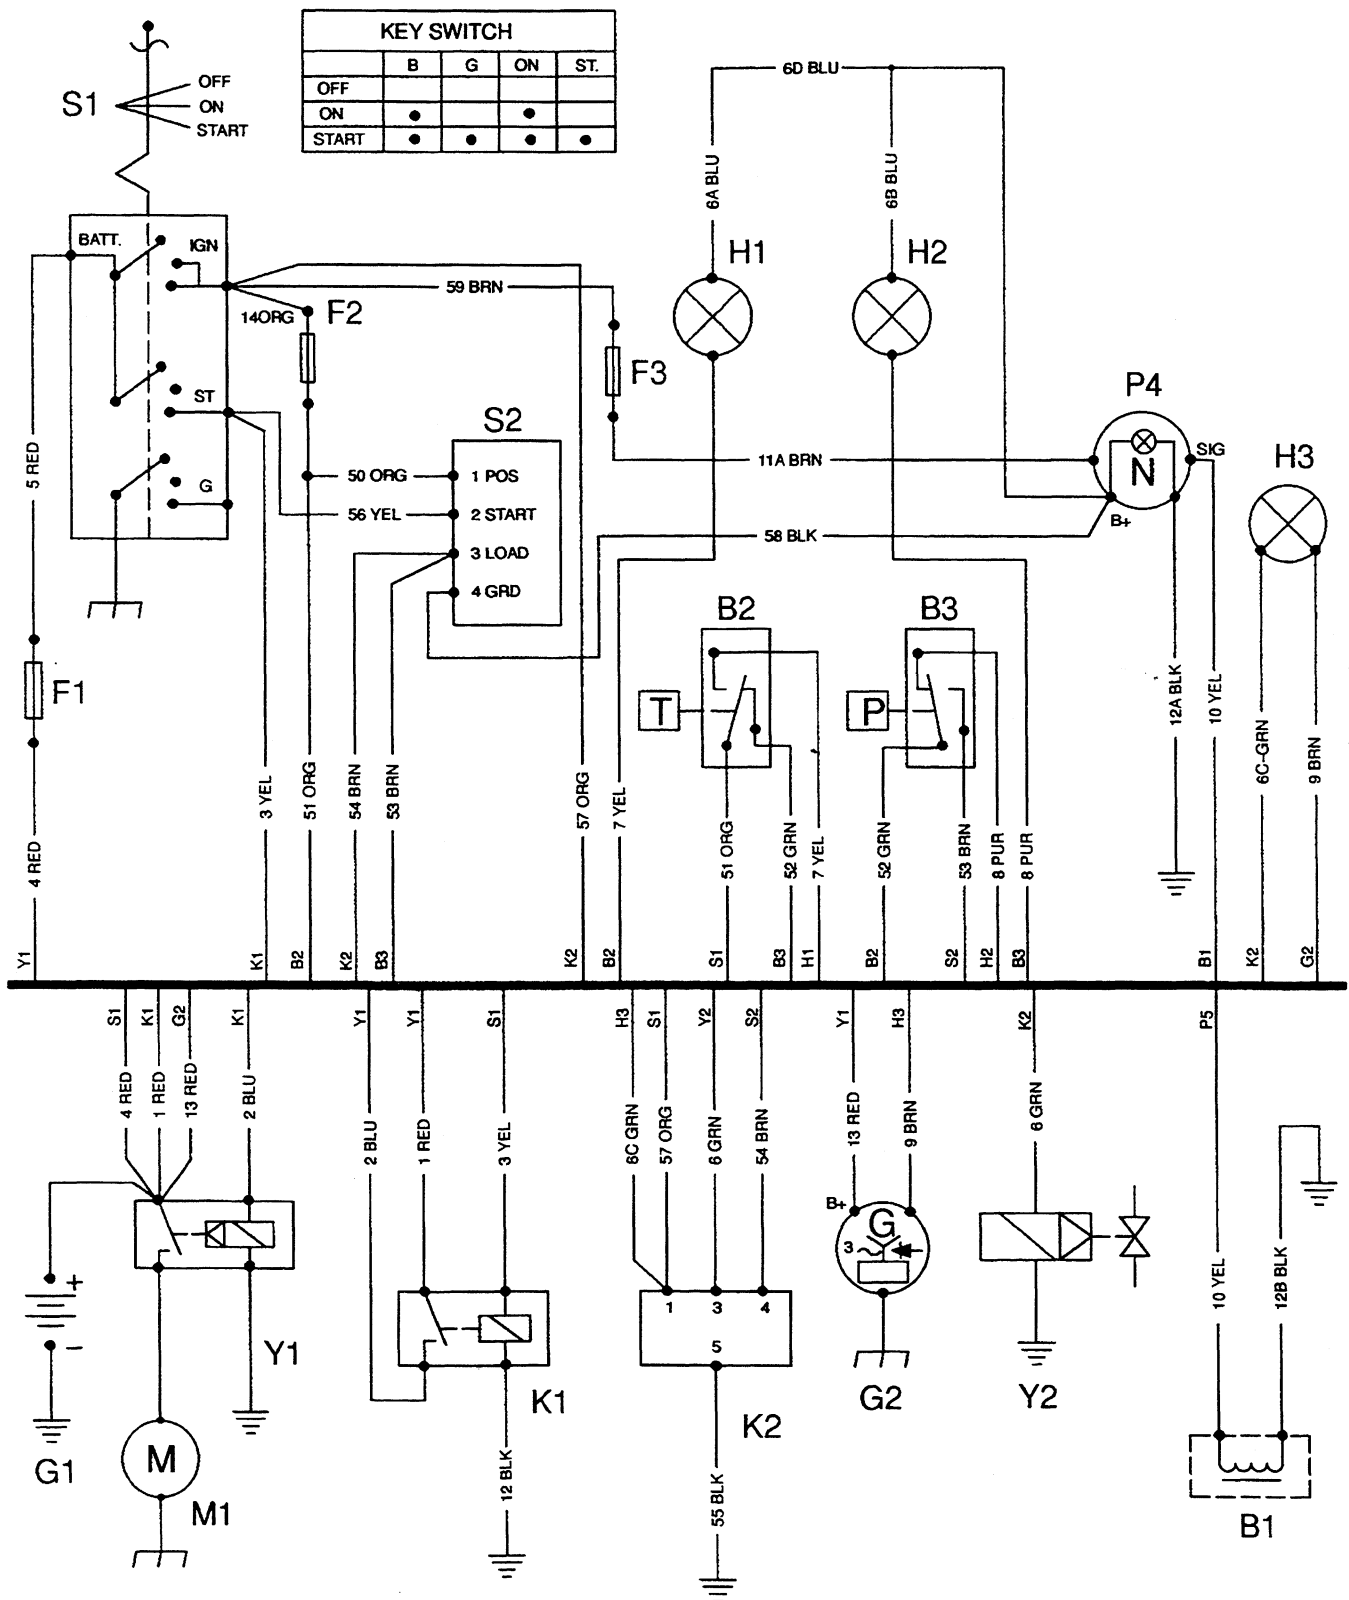 KEY SWITCH
B G ON ST.
OFF
ON
START
S1
OFF
ON
START
BATT.
IGN
ST
G
5 RED
F1
4 RED
Y1
14ORG
F2
59 BRN
F3
S2
50 ORG
1 POS
56 YEL
2 START
3 LOAD
4 GRD
3 YEL
K1
51 ORG
B2
54 BRN
K2
53 BRN
B3
57 ORG
K2
7 YEL
B2
6D BLU
6A BLU
6B BLU
H1
H2
11A BRN
58 BLK
P4
N
SIG
B+
H3
B2
T
51 ORG
S1
52 GRN
B3
7 YEL
H1
B3
P
52 GRN
B2
53 BRN
S2
8 PUR
H2
8 PUR
B3
12A BLK
10 YEL
B1
6C-GRN
K2
9 BRN
G2
S1
K1
G2
K1
4 RED
1 RED
13 RED
2 BLU
+
−
G1
Y1
M
M1
Y1
Y1
S1
2 BLU
1 RED
3 YEL
K1
12 BLK
H3
S1
Y2
S2
6C GRN
57 ORG
6 GRN
54 BRN
1 3 4
5
K2
55 BLK
Y1
H3
13 RED
9 BRN
B+
G
3
G2
K2
6 GRN
Y2
P5
10 YEL
12B BLK
B1